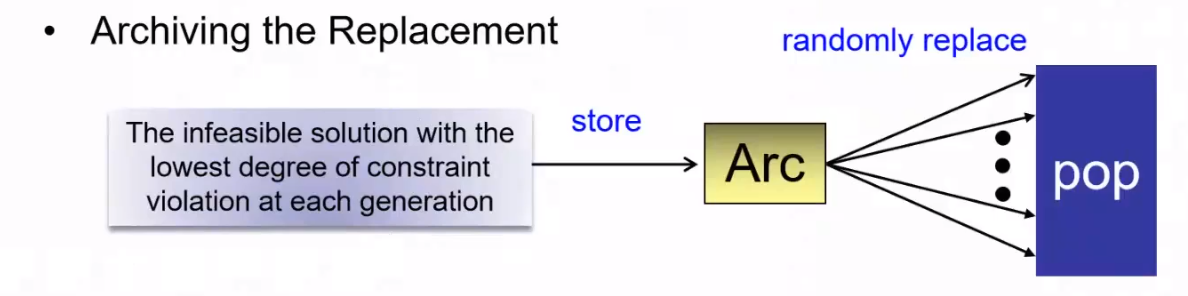 • Archiving the Replacement
randomly replace
The infeasible solution with the
lowest degree of constraint
violation at each generation
store
Arc
pop